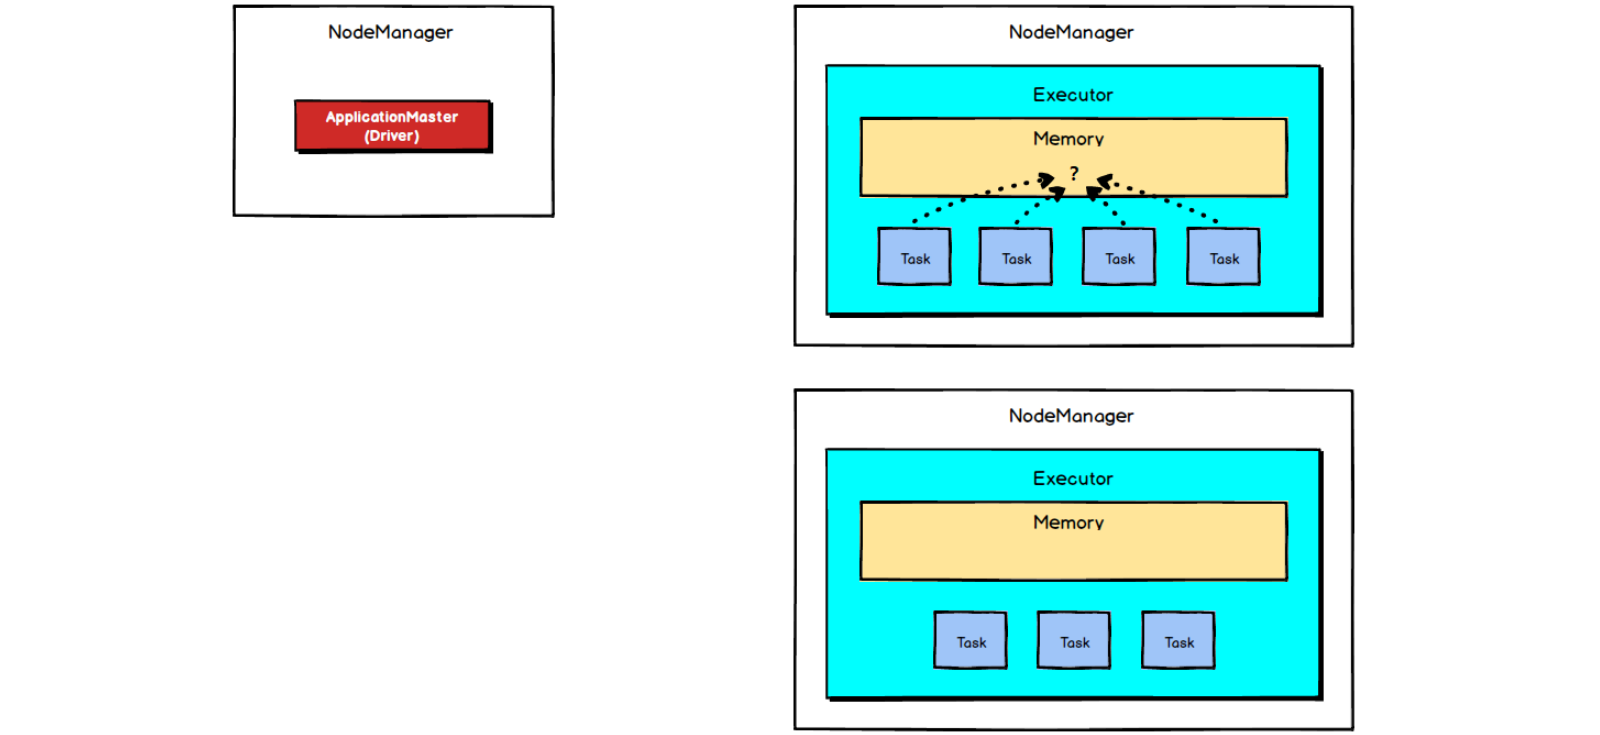 NodeManager
ApplicationMaster
(Driver)
NodeManager
Executor
Memory
?
Task Task Task Task
NodeManager
Executor
Memory
Task Task Task